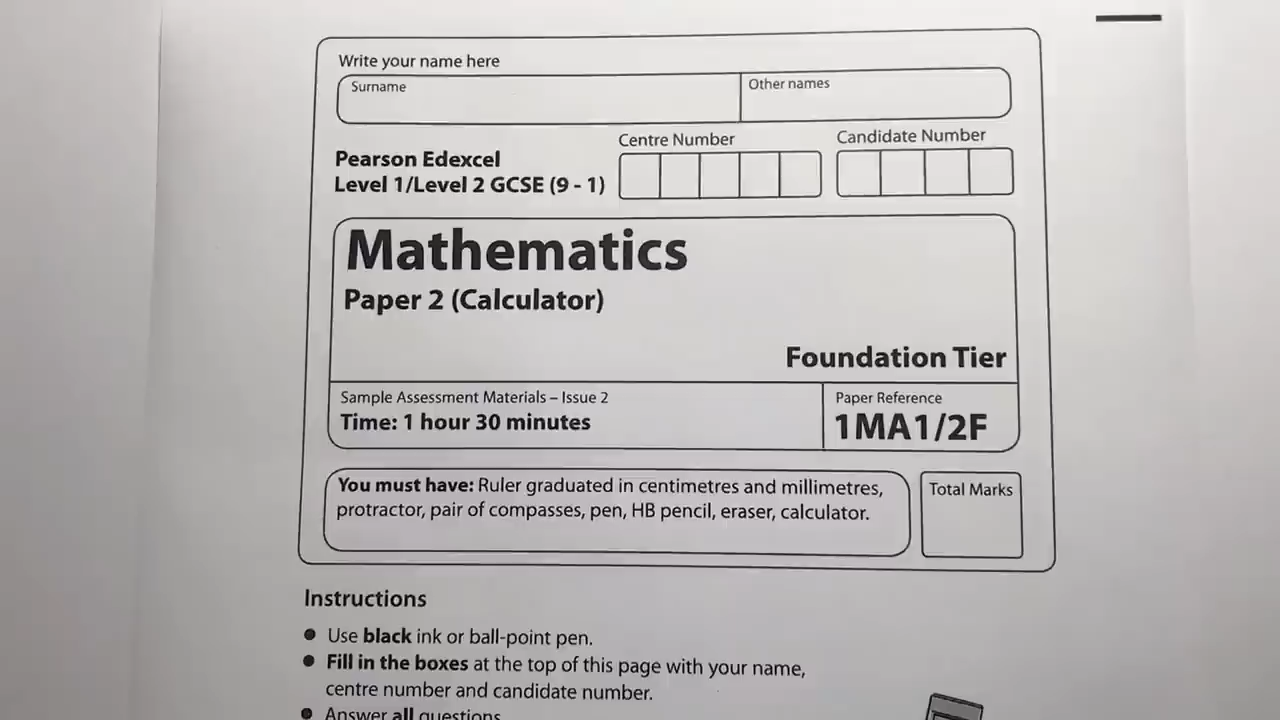 Write your name here
Surname
Other names
Centre Number
Candidate Number
Pearson Edexcel
Level 1/Level 2 GCSE (9 - 1)
Mathematics
Paper 2 (Calculator)
Foundation Tier
Sample Assessment Materials – Issue 2
Time: 1 hour 30 minutes
Paper Reference
1MA1/2F
You must have: Ruler graduated in centimetres and millimetres,
protractor, pair of compasses, pen, HB pencil, eraser, calculator.
Total Marks
Instructions
● Use black ink or ball-point pen.
● Fill in the boxes at the top of this page with your name,
centre number and candidate number.
● Answer all questions